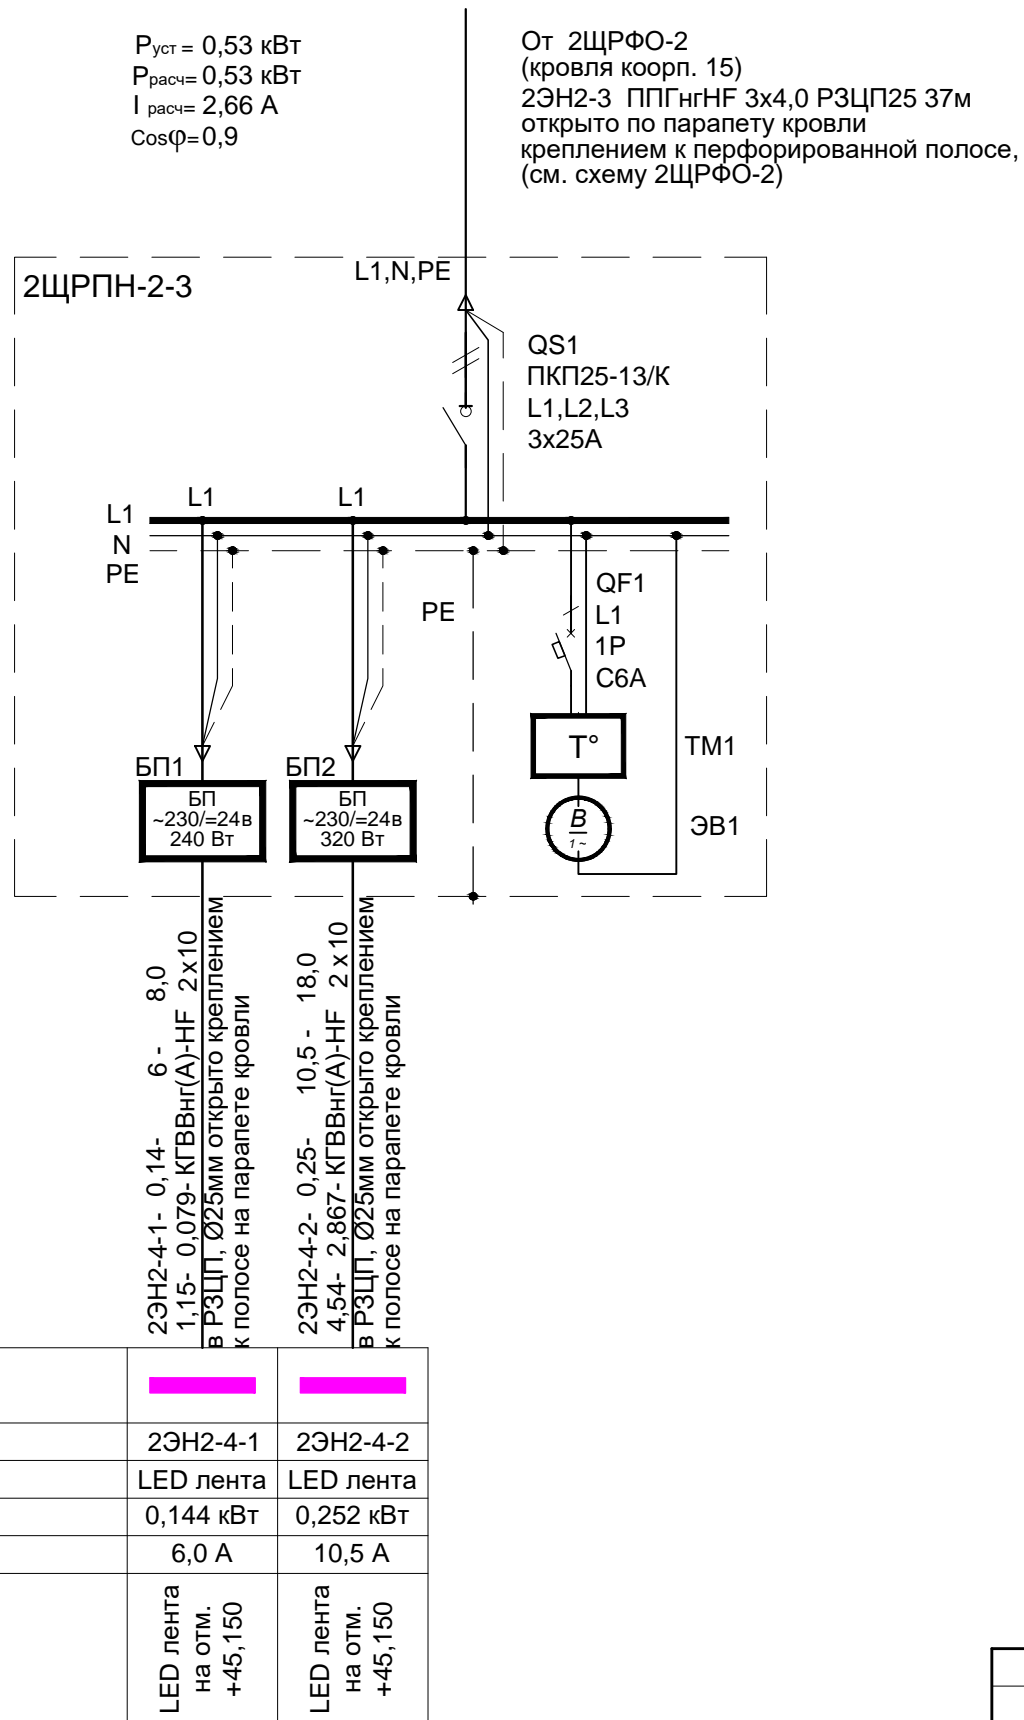 Pуст = 0,53 кВт
Pрасч= 0,53 кВт
I расч= 2,66 А
Cosφ=0,9
От 2ЩРФО-2
(кровля коорп. 15)
2ЭН2-3 ППГнгHF 3x4,0 РЗЦП25 37м
открыто по парапету кровли
креплением к перфорированной полосе,
(см. схему 2ЩРФО-2)
2ЩРПН-2-3
L1,N,PE
QS1
ПКП25-13/К
L1,L2,L3
3x25А
L1
L1
L1
N
PE
PE
QF1
L1
1P
C6A
T°
ТМ1
B
1~
ЭВ1
БП1
БП
~230/=24в
240 Вт
БП2
БП
~230/=24в
320 Вт
2ЭН2-4-1- 0,14- 6 - 8,0
1,15- 0,079- КГВВнг(А)-HF 2x10
в РЗЦП, Ø25мм открыто креплением
к полосе на парапете кровли
2ЭН2-4-2- 0,25- 10,5 - 18,0
4,54- 2,867- КГВВнг(А)-HF 2x10
в РЗЦП, Ø25мм открыто креплением
к полосе на парапете кровли
2ЭН2-4-1 2ЭН2-4-2
LED лента LED лента
0,144 кВт 0,252 кВт
6,0 А 10,5 А
LED лента
на отм.
+45,150
LED лента
на отм.
+45,150